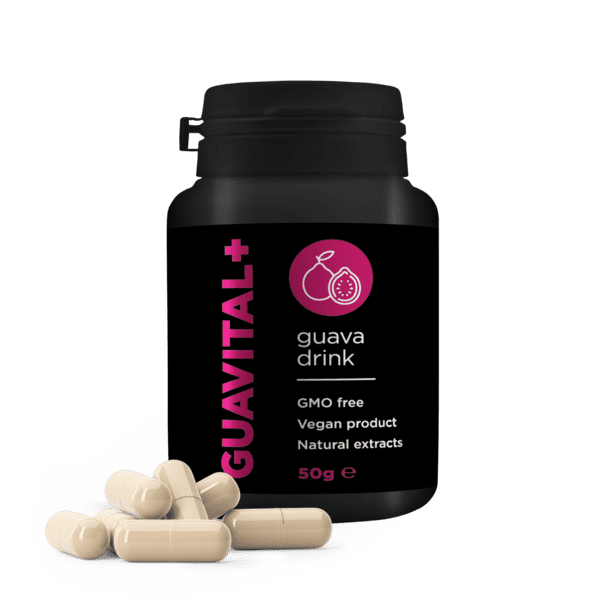 GUAVITAL+
guava
drink
GMO free
Vegan product
Natural extracts
50g ℮